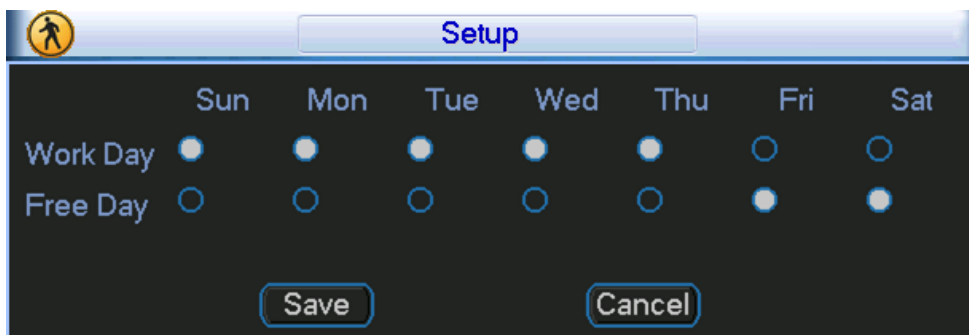 Setup
Sun Mon Tue Wed Thu Fri Sat
Work Day
Free Day
Save Cancel